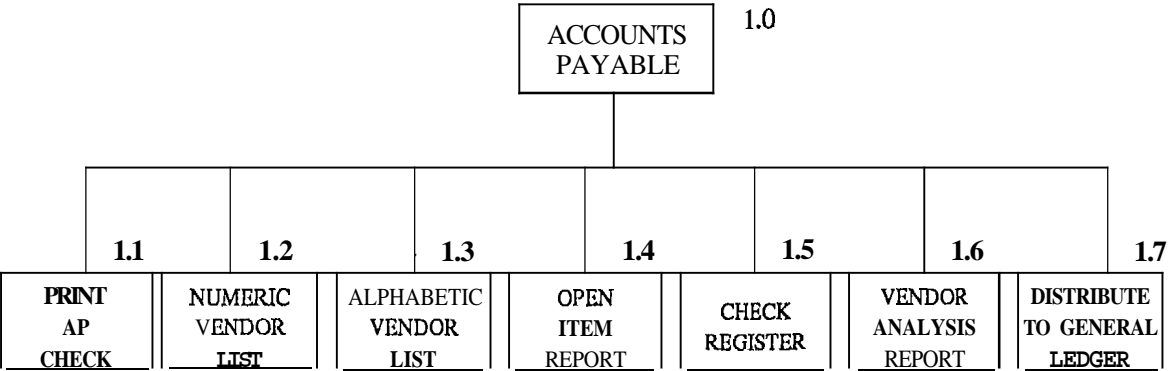 ACCOUNTS
PAYABLE
1.0
1.1
1.2
1.3
1.4
1.5
1.6
1.7
PRINT
AP
CHECK
NUMERIC
VENDOR
LIST
ALPHABETIC
VENDOR
LIST
OPEN
ITEM
REPORT
CHECK
REGISTER
VENDOR
ANALYSIS
REPORT
DISTRIBUTE
TO GENERAL
LEDGER